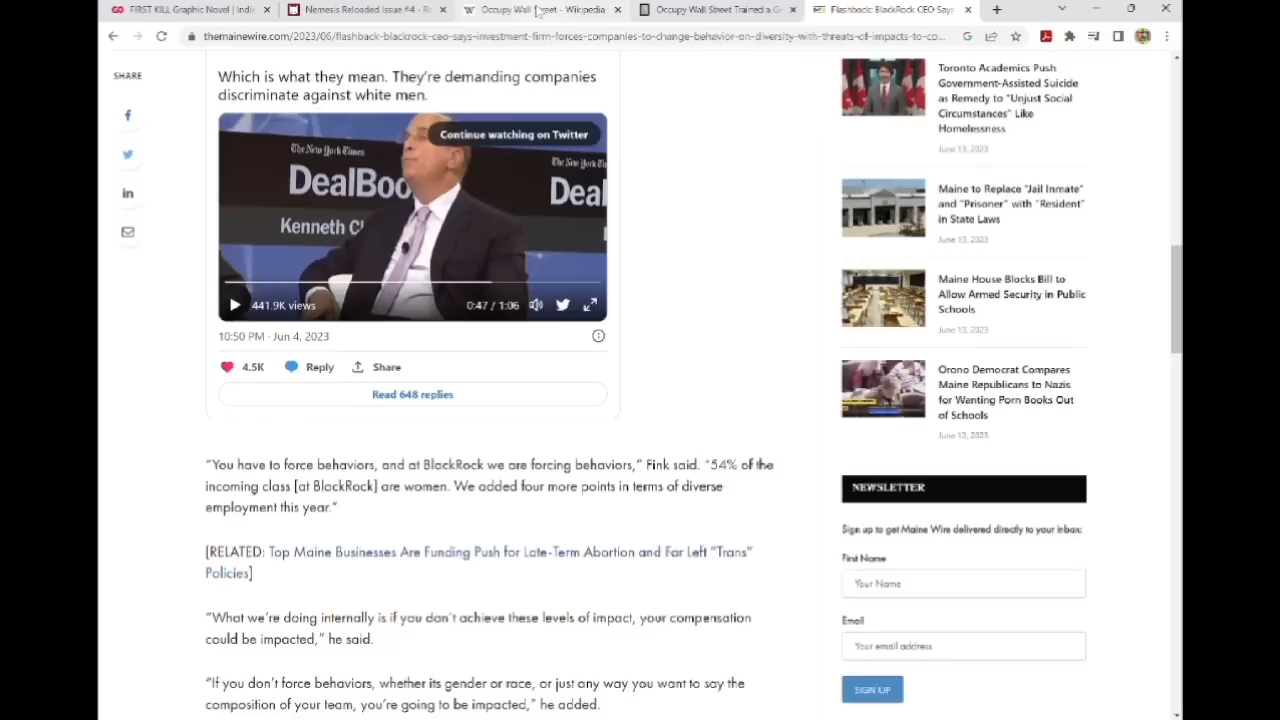 FIRST KILL Graphic Novel | Indie
Nemesis Reloaded Issue #4 - Ro
Occupy Wall Street - Wikipedia
Occupy Wall Street Trained a G
Flashback: BlackRock CEO Says
themainewire.com/2023/06/flashback-blackrock-ceo-says-investment-firm-forces-companies-to-change-behavior-on-diversity-with-threats-of-impacts-to-co...
SHARE
Which is what they mean. They're demanding companies
discriminate against white men.
Continue watching on Twitter
The New York Times
DealBoo
Kenneth C
The New York Tim
Deal
441.9K views
0:47 / 1:06
10:50 PM · Jun 4, 2023
4.5K
Reply
Share
Read 648 replies
"You have to force behaviors, and at BlackRock we are forcing behaviors," Fink said. "54% of the
incoming class [at BlackRock] are women. We added four more points in terms of diverse
employment this year."
[RELATED: Top Maine Businesses Are Funding Push for Late-Term Abortion and Far Left "Trans"
Policies]
"What we're doing internally is if you don't achieve these levels of impact, your compensation
could be impacted," he said.
"If you don't force behaviors, whether its gender or race, or just any way you want to say the
composition of your team, you're going to be impacted," he added.
Toronto Academics Push
Government-Assisted Suicide
as Remedy to "Unjust Social
Circumstances" Like
Homelessness
June 13, 2023
Maine to Replace "Jail Inmate"
and "Prisoner" with "Resident"
in State Laws
June 13, 2023
Maine House Blocks Bill to
Allow Armed Security in Public
Schools
June 13, 2023
Orono Democrat Compares
Maine Republicans to Nazis
for Wanting Porn Books Out
of Schools
June 13, 2023
NEWSLETTER
Sign up to get Maine Wire delivered directly to your inbox:
First Name
Your Name
Email
Your email address
SIGN UP